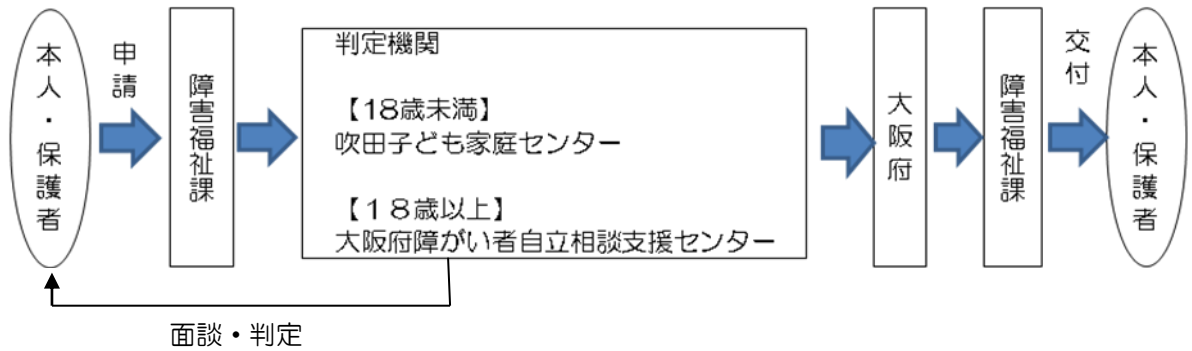 本人・保護者
申請
障害福祉課
判定機関
【18歳未満】
吹田子ども家庭センター
【１８歳以上】
大阪府障がい者自立相談支援センター
大阪府
障害福祉課
交付
本人・保護者
面談・判定